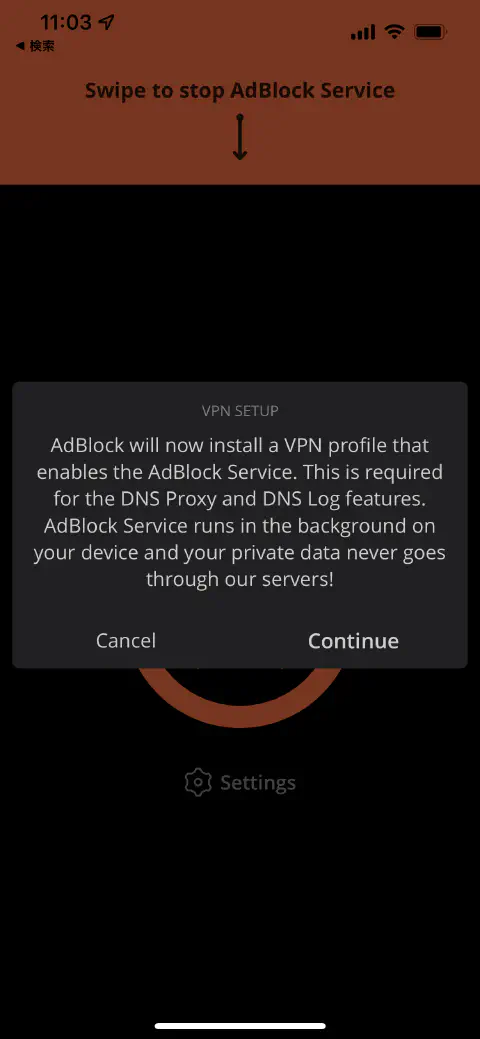 11:03
◀ 検索
Swipe to stop AdBlock Service
VPN SETUP
AdBlock will now install a VPN profile that
enables the AdBlock Service. This is required
for the DNS Proxy and DNS Log features.
AdBlock Service runs in the background on
your device and your private data never goes
through our servers!
Cancel
Continue
Settings